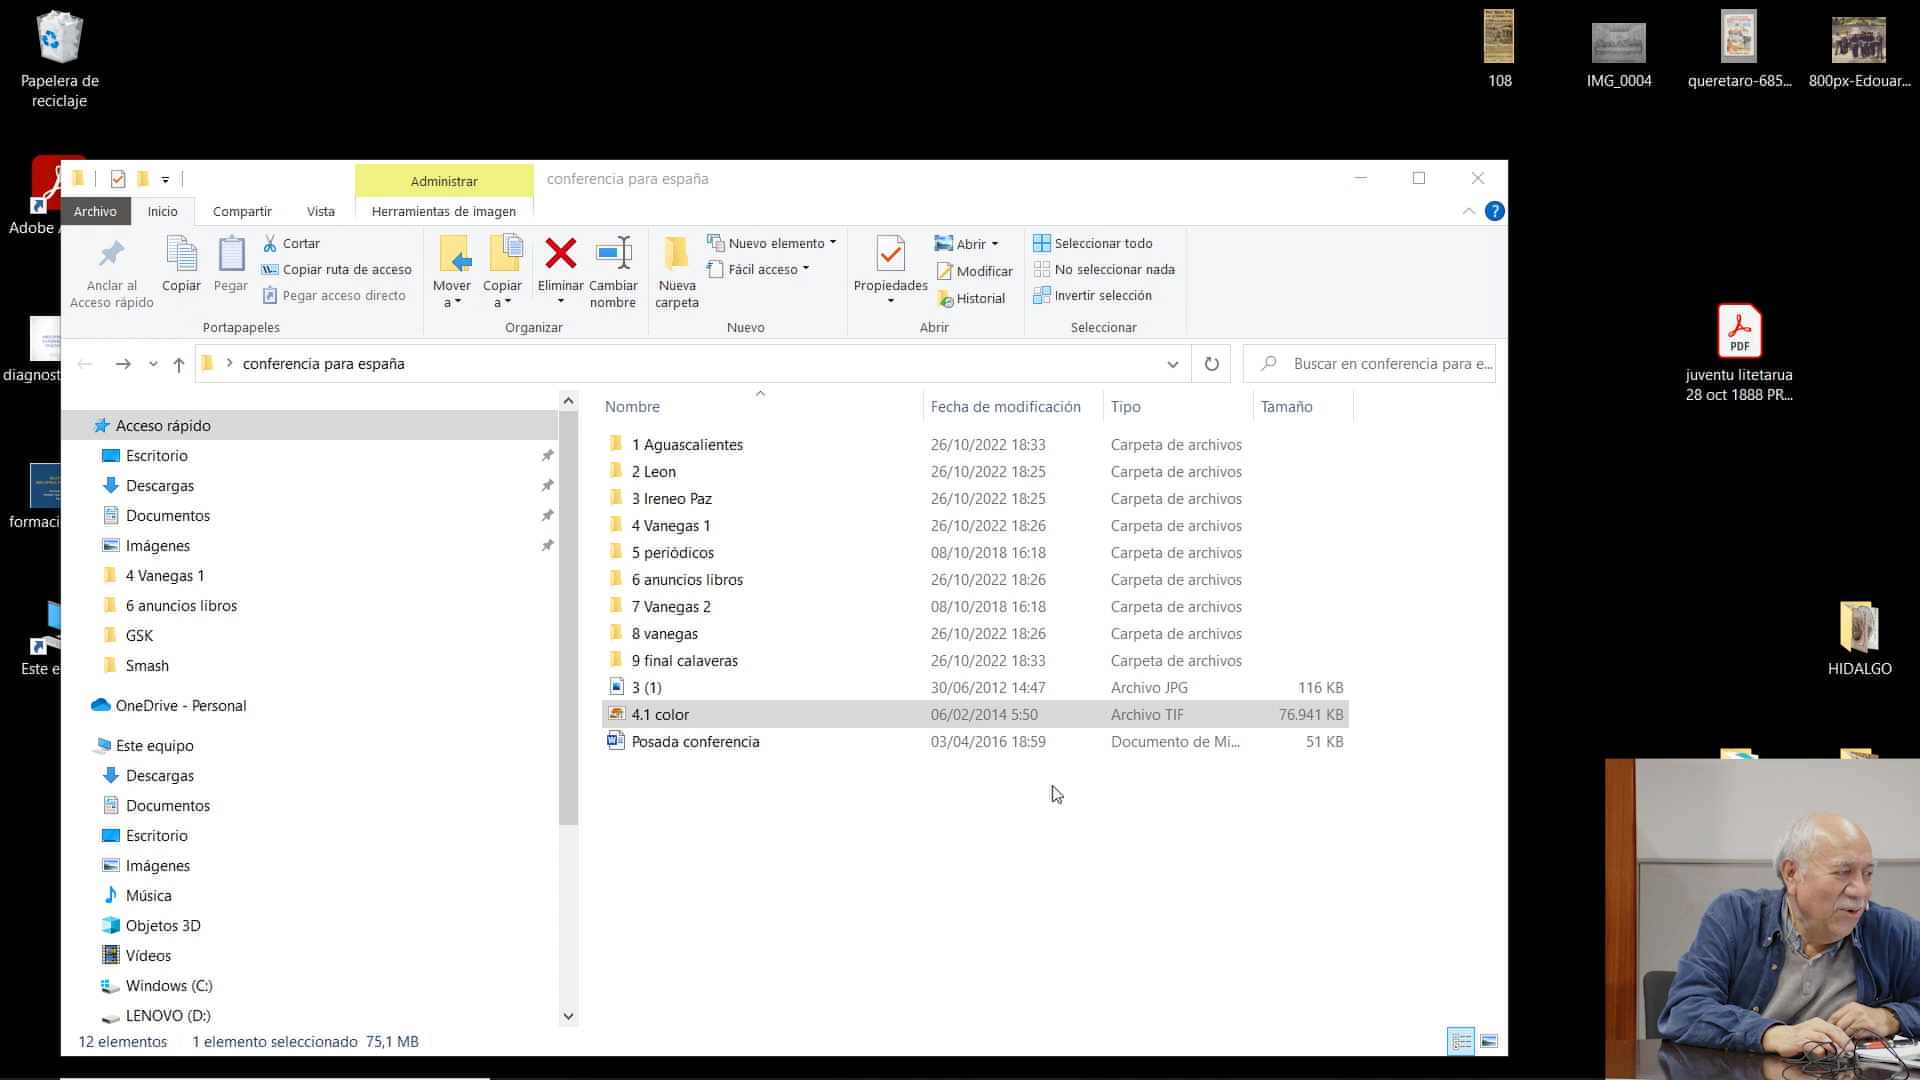 Papelera de
reciclaje
108
IMG_0004
queretaro-685...
800px-Edouar...
Administrar
conferencia para españa
Archivo
Inicio
Compartir
Vista
Herramientas de imagen
Adobe
Anclar al
Acceso rápido
Copiar
Pegar
Cortar
Copiar ruta de acceso
Pegar acceso directo
Portapapeles
Mover
a
Copiar
a
Eliminar
Cambiar
nombre
Organizar
Nueva
carpeta
Nuevo elemento
Fácil acceso
Nuevo
Propiedades
Abrir
Modificar
Historial
Abrir
Seleccionar todo
No seleccionar nada
Invertir selección
Seleccionar
conferencia para españa
Buscar en conferencia para e...
diagnost
formaci
Este e
Acceso rápido
Escritorio
Descargas
Documentos
Imágenes
4 Vanegas 1
6 anuncios libros
GSK
Smash
OneDrive - Personal
Este equipo
Descargas
Documentos
Escritorio
Imágenes
Música
Objetos 3D
Vídeos
Windows (C:)
LENOVO (D:)
Nombre Fecha de modificación Tipo Tamaño
1 Aguascalientes 26/10/2022 18:33 Carpeta de archivos
2 Leon 26/10/2022 18:25 Carpeta de archivos
3 Ireneo Paz 26/10/2022 18:25 Carpeta de archivos
4 Vanegas 1 26/10/2022 18:26 Carpeta de archivos
5 periódicos 08/10/2018 16:18 Carpeta de archivos
6 anuncios libros 26/10/2022 18:26 Carpeta de archivos
7 Vanegas 2 08/10/2018 16:18 Carpeta de archivos
8 vanegas 26/10/2022 18:26 Carpeta de archivos
9 final calaveras 26/10/2022 18:33 Carpeta de archivos
3 (1) 30/06/2012 14:47 Archivo JPG 116 KB
4.1 color 06/02/2014 5:50 Archivo TIF 76.941 KB
Posada conferencia 03/04/2016 18:59 Documento de Mi... 51 KB
12 elementos 1 elemento seleccionado 75,1 MB
PDF
juventu litetarua
28 oct 1888 PR...
HIDALGO